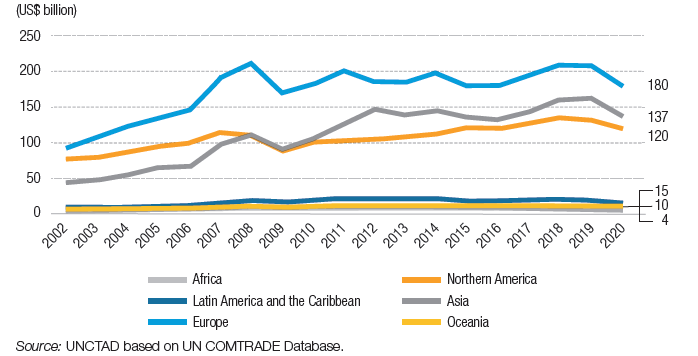 (US$ billion)
250
200
150
100
50
0
180
137
120
15
10
4
2002 2003 2004 2005 2006 2007 2008 2009 2010 2011 2012 2013 2014 2015 2016 2017 2018 2019 2020
Africa Northern America
Latin America and the Caribbean Asia
Europe Oceania
Source: UNCTAD based on UN COMTRADE Database.